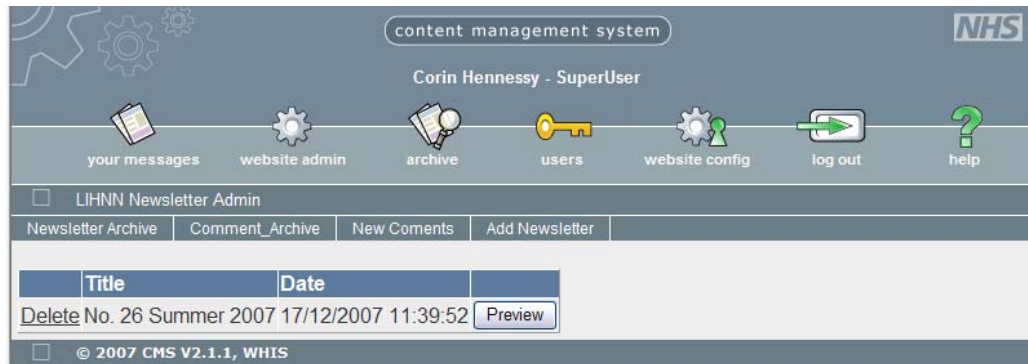 content management system
NHS
Corin Hennessy - SuperUser
your messages website admin archive users website config log out help
LIHNN Newsletter Admin
Newsletter Archive Comment_Archive New Coments Add Newsletter
Title Date
Delete No. 26 Summer 2007 17/12/2007 11:39:52 Preview
© 2007 CMS V2.1.1, WHIS